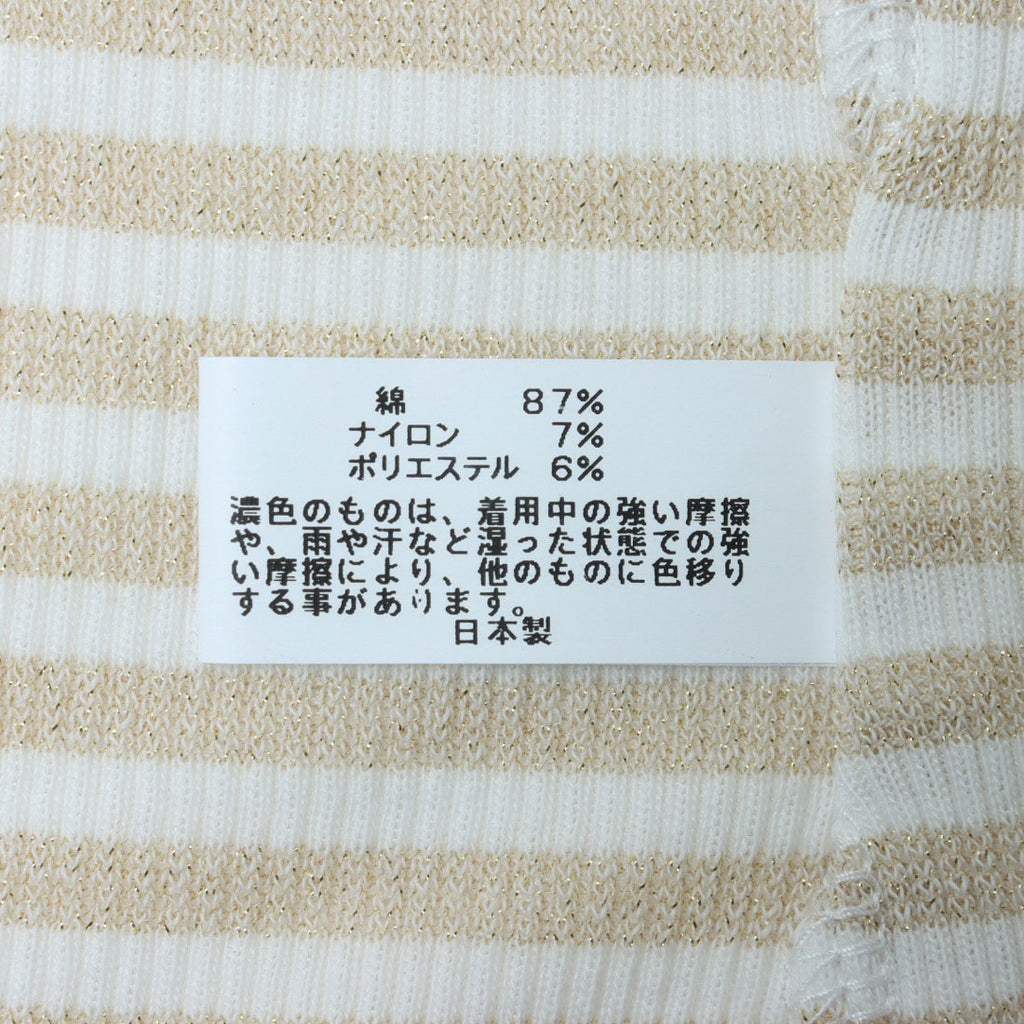 綿 87%
ナイロン 7%
ポリエステル 6%
濃色のものは、着用中の強い摩擦
や、雨や汗など湿った状態での強
い摩擦により、他のものに色移り
する事があります。
日本製